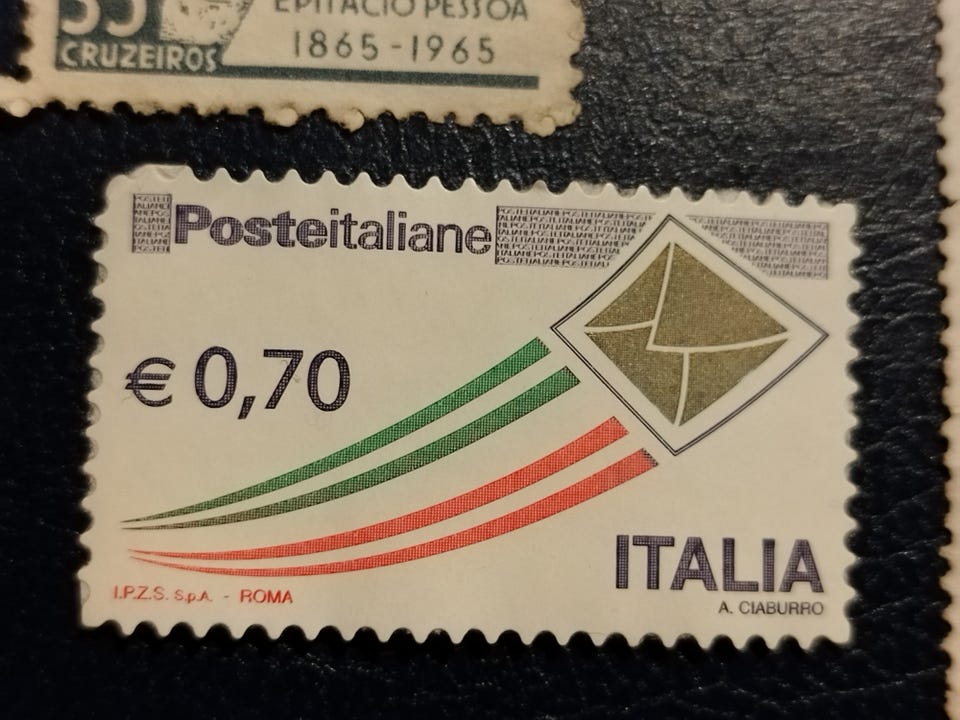 CRUZEIROS
EPITACIO PESSOA
1865-1965
Posteitaliane
€ 0,70
ITALIA
A. CIABURRO
I.P.Z.S. S.p.A. - ROMA